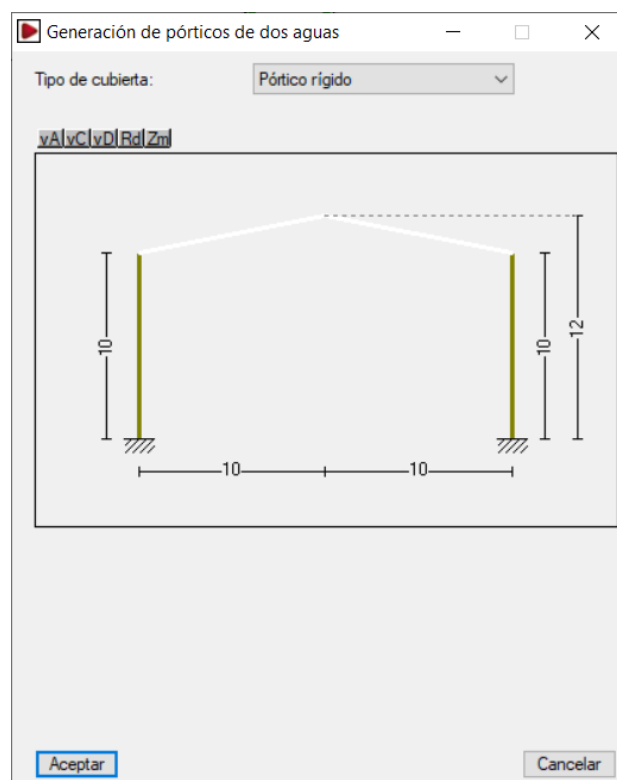 Generación de pórticos de dos aguas
Tipo de cubierta: Pórtico rígido
vA vC vD Rd Zm
10 10 12
10 10
Aceptar Cancelar